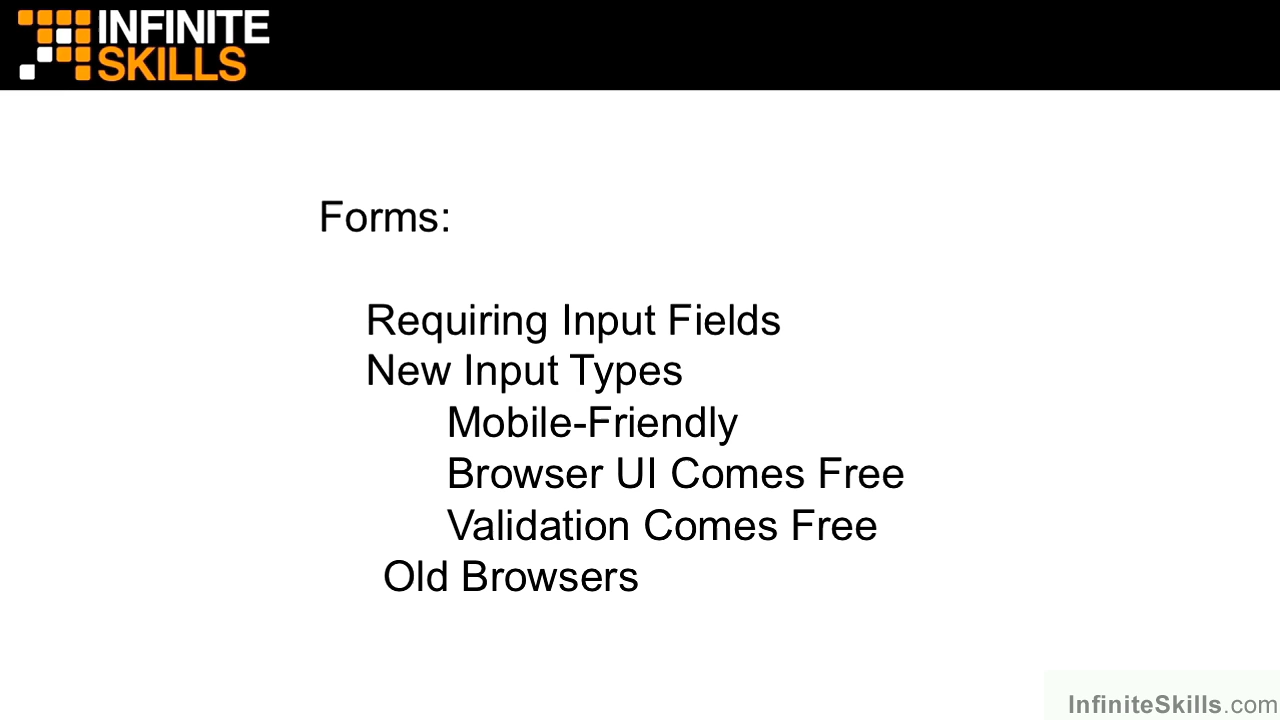 INFINITE
SKILLS
Forms:
Requiring Input Fields
New Input Types
Mobile-Friendly
Browser UI Comes Free
Validation Comes Free
Old Browsers
InfiniteSkills.com